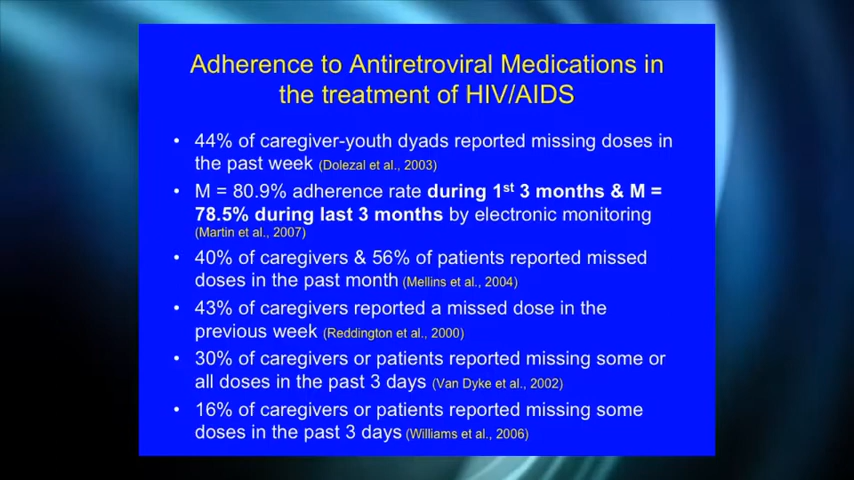 Adherence to Antiretroviral Medications in
the treatment of HIV/AIDS
• 44% of caregiver-youth dyads reported missing doses in
the past week (Dolezal et al., 2003)
• M = 80.9% adherence rate during 1st 3 months & M =
78.5% during last 3 months by electronic monitoring
(Martin et al., 2007)
• 40% of caregivers & 56% of patients reported missed
doses in the past month (Mellins et al., 2004)
• 43% of caregivers reported a missed dose in the
previous week (Reddington et al., 2000)
• 30% of caregivers or patients reported missing some or
all doses in the past 3 days (Van Dyke et al., 2002)
• 16% of caregivers or patients reported missing some
doses in the past 3 days (Williams et al., 2006)